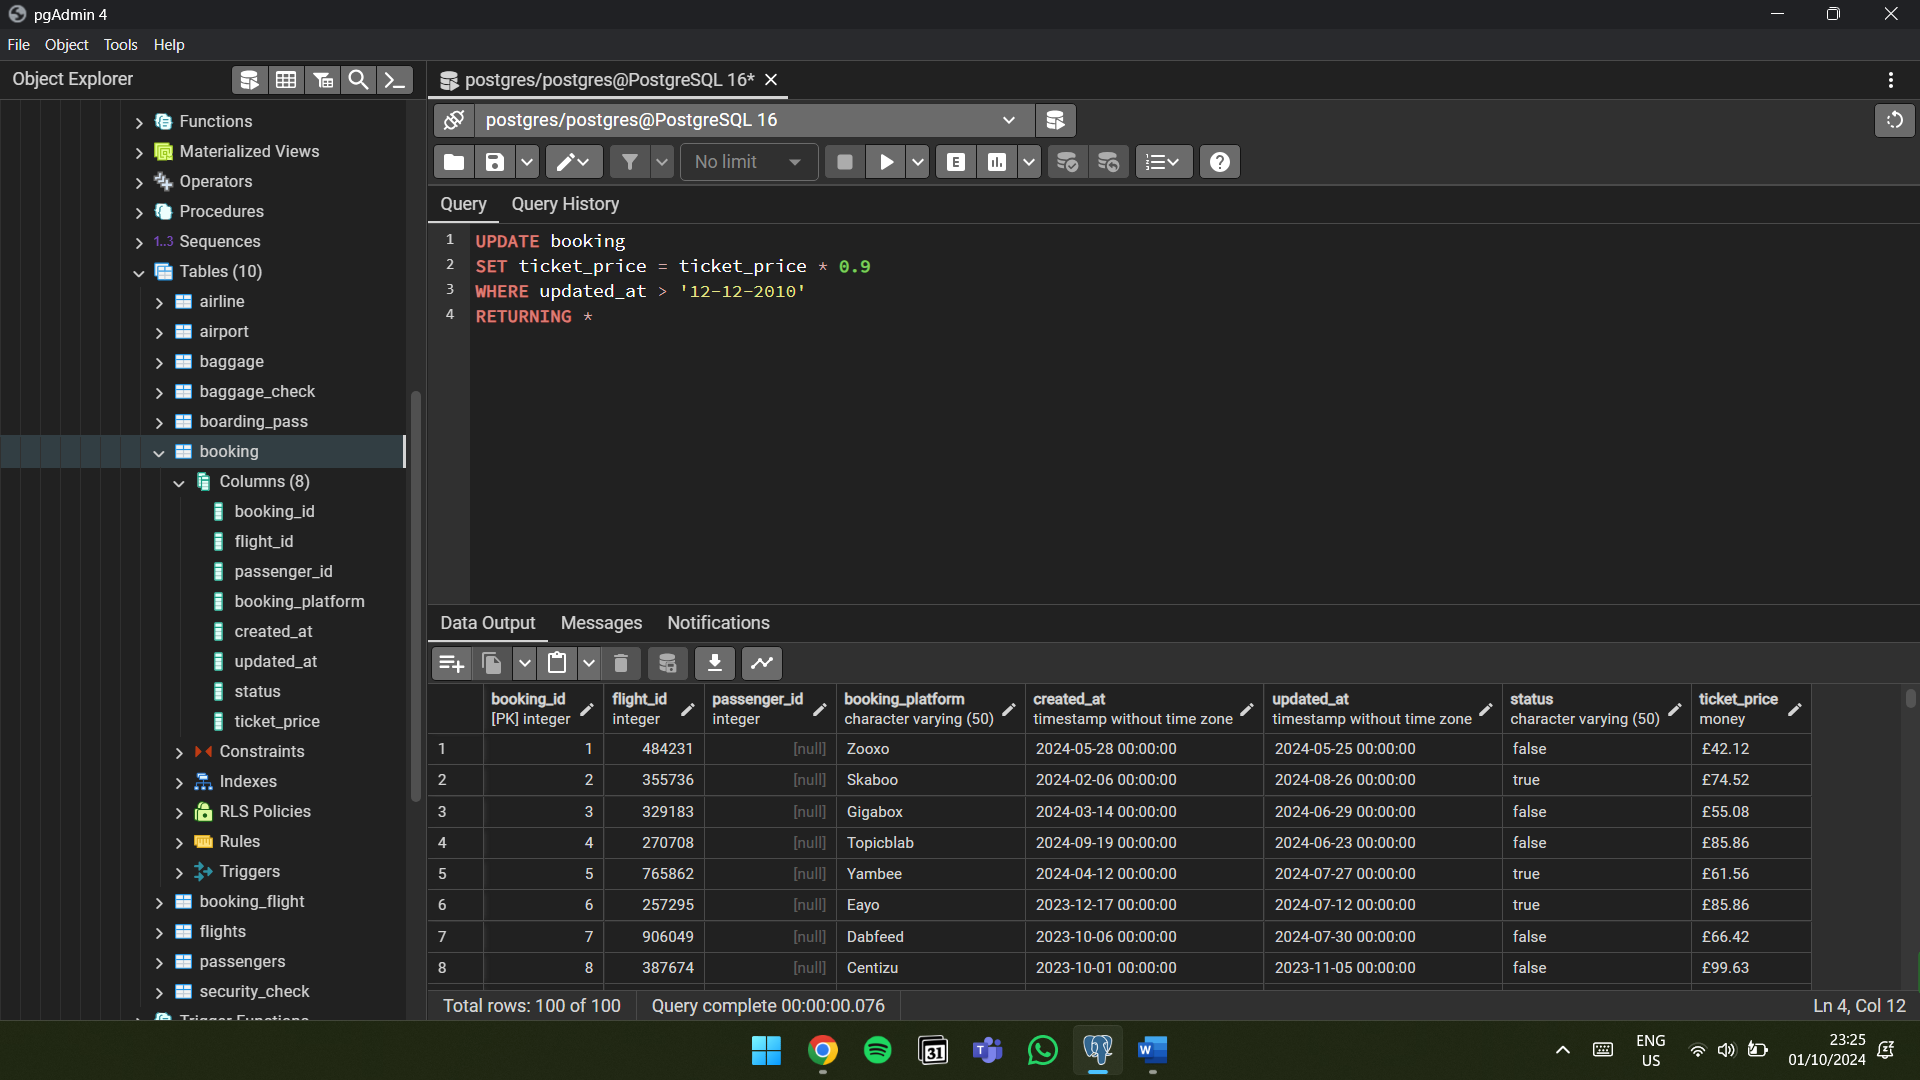 pgAdmin 4
File Object Tools Help
Object Explorer
postgres/postgres@PostgreSQL 16*
postgres/postgres@PostgreSQL 16
No limit
E
Query Query History
1 UPDATE booking
2 SET ticket_price = ticket_price * 0.9
3 WHERE updated_at > '12-12-2010'
4 RETURNING *
Functions
Materialized Views
Operators
Procedures
1..3 Sequences
Tables (10)
airline
airport
baggage
baggage_check
boarding_pass
booking
Columns (8)
booking_id
flight_id
passenger_id
booking_platform
created_at
updated_at
status
ticket_price
Constraints
Indexes
RLS Policies
Rules
Triggers
booking_flight
flights
passengers
security_check
Trigger Functions
Data Output Messages Notifications
booking_id flight_id passenger_id booking_platform created_at updated_at status ticket_price
[PK] integer integer integer character varying (50) timestamp without time zone timestamp without time zone character varying (50) money
1 1 484231 [null] Zooxo 2024-05-28 00:00:00 2024-05-25 00:00:00 false £42.12
2 2 355736 [null] Skaboo 2024-02-06 00:00:00 2024-08-26 00:00:00 true £74.52
3 3 329183 [null] Gigabox 2024-03-14 00:00:00 2024-06-29 00:00:00 false £55.08
4 4 270708 [null] Topicblab 2024-09-19 00:00:00 2024-06-23 00:00:00 false £85.86
5 5 765862 [null] Yambee 2024-04-12 00:00:00 2024-07-27 00:00:00 true £61.56
6 6 257295 [null] Eayo 2023-12-17 00:00:00 2024-07-12 00:00:00 true £85.86
7 7 906049 [null] Dabfeed 2023-10-06 00:00:00 2024-07-30 00:00:00 false £66.42
8 8 387674 [null] Centizu 2023-10-01 00:00:00 2023-11-05 00:00:00 false £99.63
Total rows: 100 of 100 Query complete 00:00:00.076 Ln 4, Col 12
31
T
W
ENG
US
23:25
01/10/2024